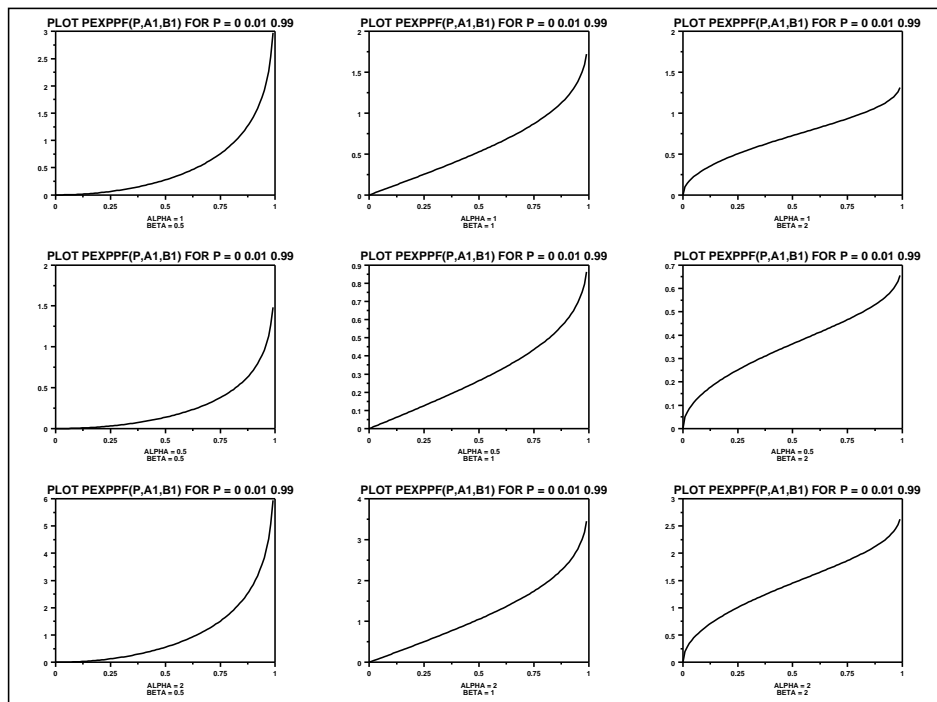 PLOT PEXPPF(P,A1,B1) FOR P = 0 0.01 0.99
3
2.5
2
1.5
1
0.5
0
0 0.25 0.5 0.75 1
ALPHA = 1
BETA = 0.5
PLOT PEXPPF(P,A1,B1) FOR P = 0 0.01 0.99
2
1.5
1
0.5
0
0 0.25 0.5 0.75 1
ALPHA = 1
BETA = 1
PLOT PEXPPF(P,A1,B1) FOR P = 0 0.01 0.99
2
1.5
1
0.5
0
0 0.25 0.5 0.75 1
ALPHA = 1
BETA = 2
PLOT PEXPPF(P,A1,B1) FOR P = 0 0.01 0.99
2
1.5
1
0.5
0
0 0.25 0.5 0.75 1
ALPHA = 0.5
BETA = 0.5
PLOT PEXPPF(P,A1,B1) FOR P = 0 0.01 0.99
0.9
0.8
0.7
0.6
0.5
0.4
0.3
0.2
0.1
0
0 0.25 0.5 0.75 1
ALPHA = 0.5
BETA = 1
PLOT PEXPPF(P,A1,B1) FOR P = 0 0.01 0.99
0.7
0.6
0.5
0.4
0.3
0.2
0.1
0
0 0.25 0.5 0.75 1
ALPHA = 0.5
BETA = 2
PLOT PEXPPF(P,A1,B1) FOR P = 0 0.01 0.99
6
5
4
3
2
1
0
0 0.25 0.5 0.75 1
ALPHA = 2
BETA = 0.5
PLOT PEXPPF(P,A1,B1) FOR P = 0 0.01 0.99
4
3
2
1
0
0 0.25 0.5 0.75 1
ALPHA = 2
BETA = 1
PLOT PEXPPF(P,A1,B1) FOR P = 0 0.01 0.99
3
2.5
2
1.5
1
0.5
0
0 0.25 0.5 0.75 1
ALPHA = 2
BETA = 2